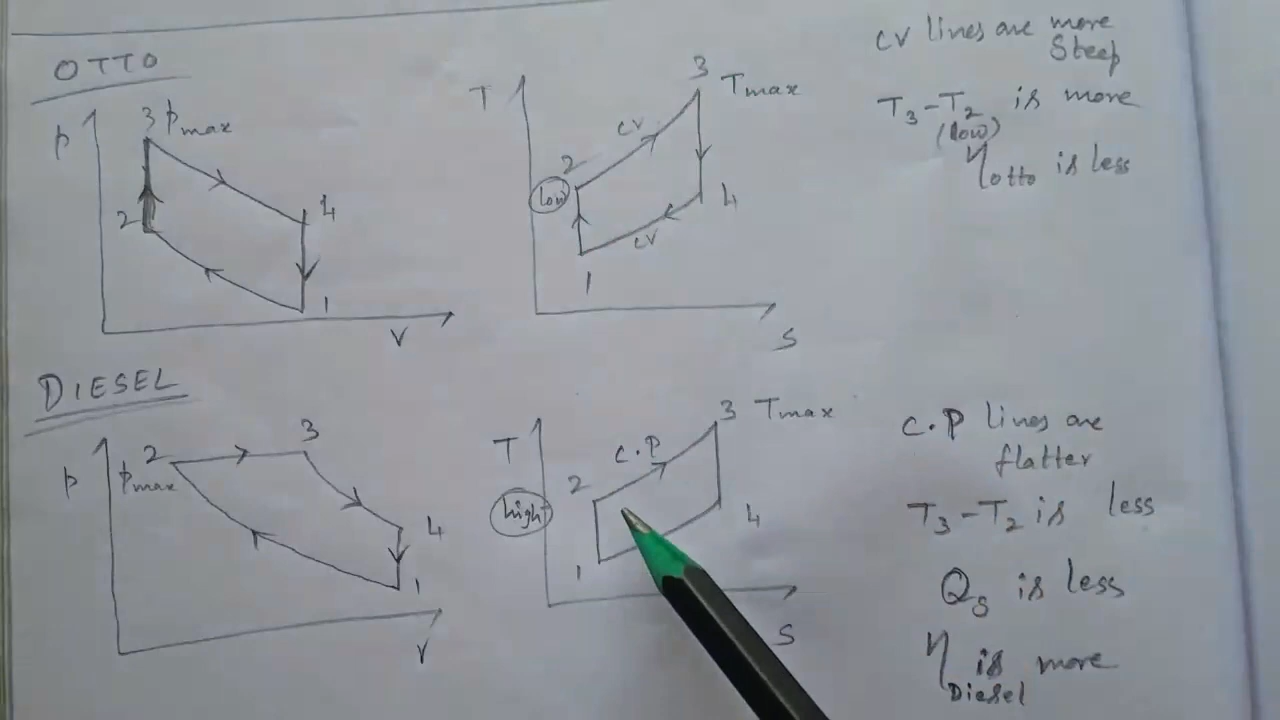 OTTO
p
3 pmax
2
4
1
V
T
3 Tmax
cv
2
low
4
cv
1
S
cv lines are more
Steep
T3-T2 is more
(low)
ηotto is less
DIESEL
p
2
pmax
3
4
1
V
T
3 Tmax
C.P
2
high
4
1
S
C.P lines are
flatter
T3-T2 is less
Qs is less
η is more
Diesel